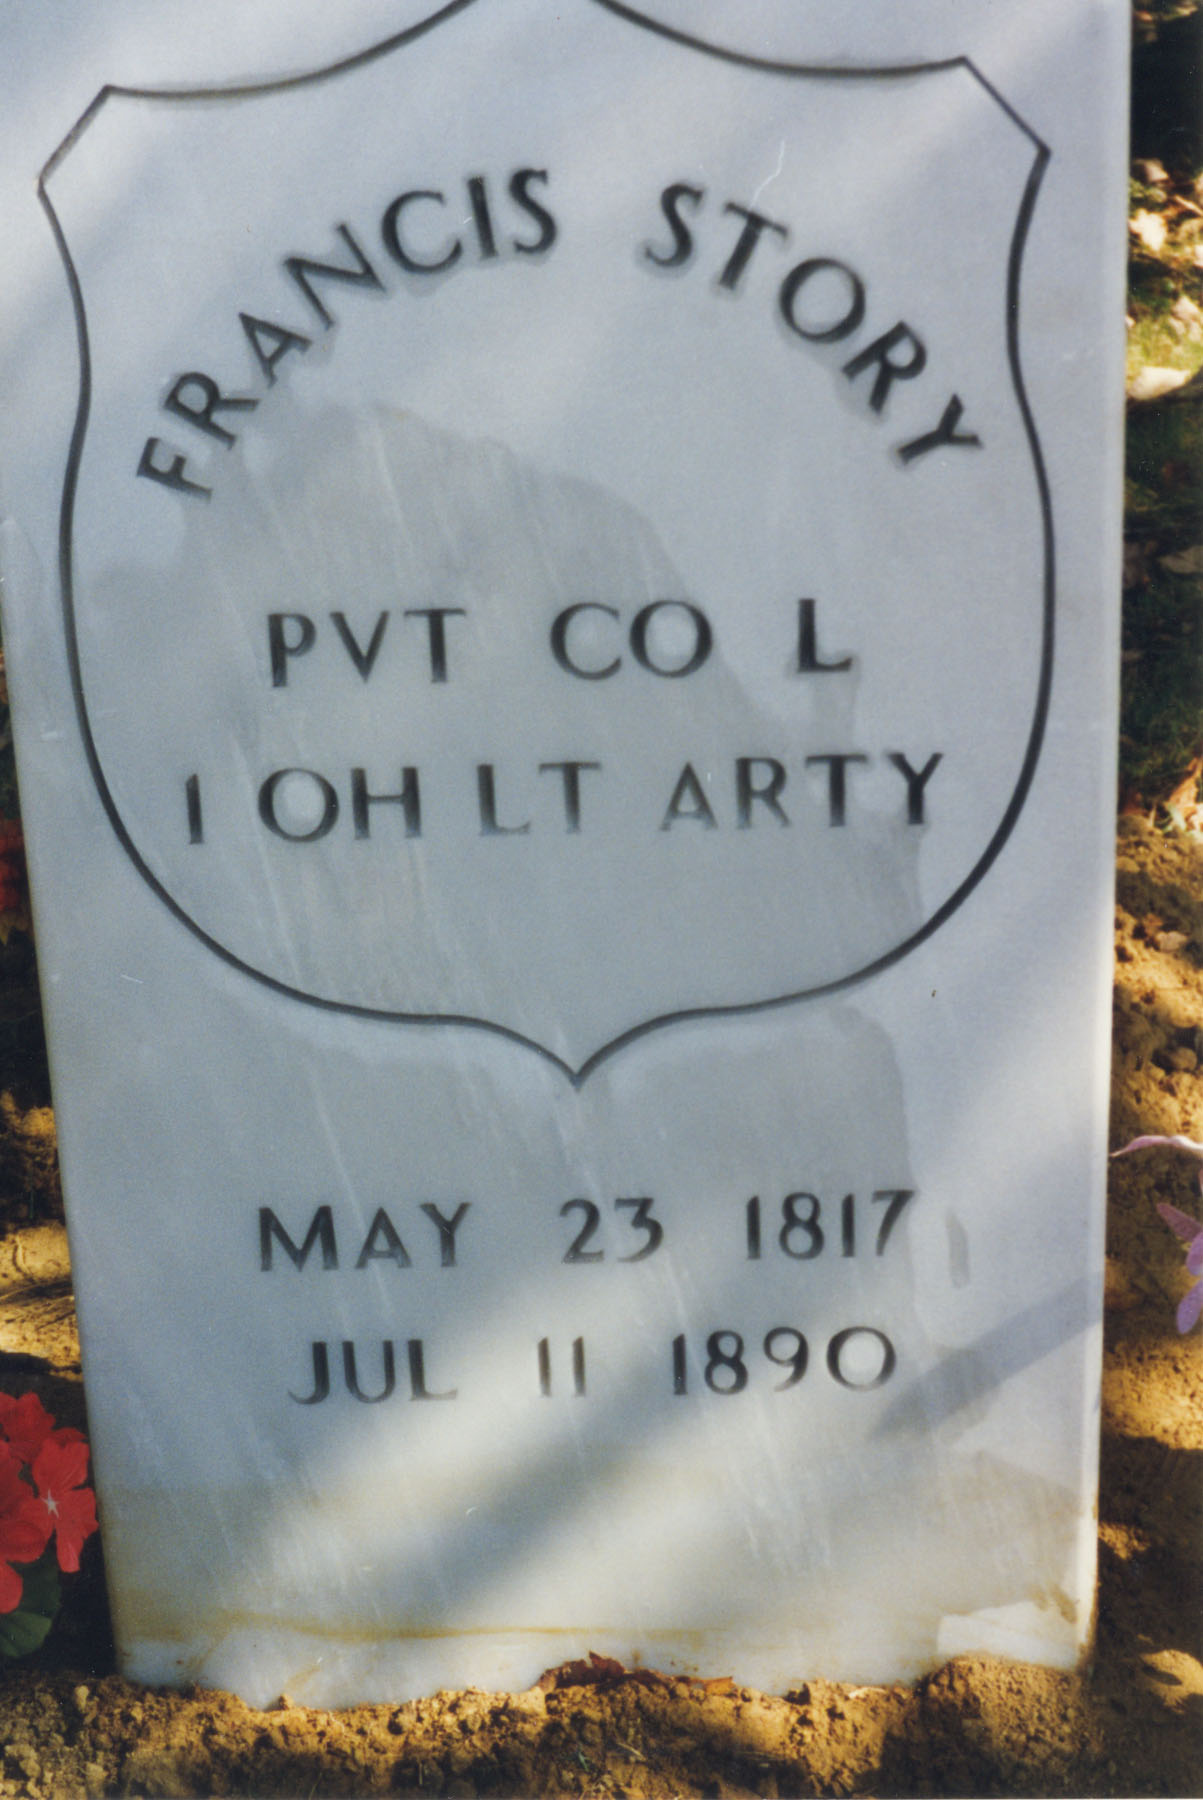 FRANCIS STORY
PVT CO L
1 OH LT ARTY
MAY 23 1817
JUL 11 1890